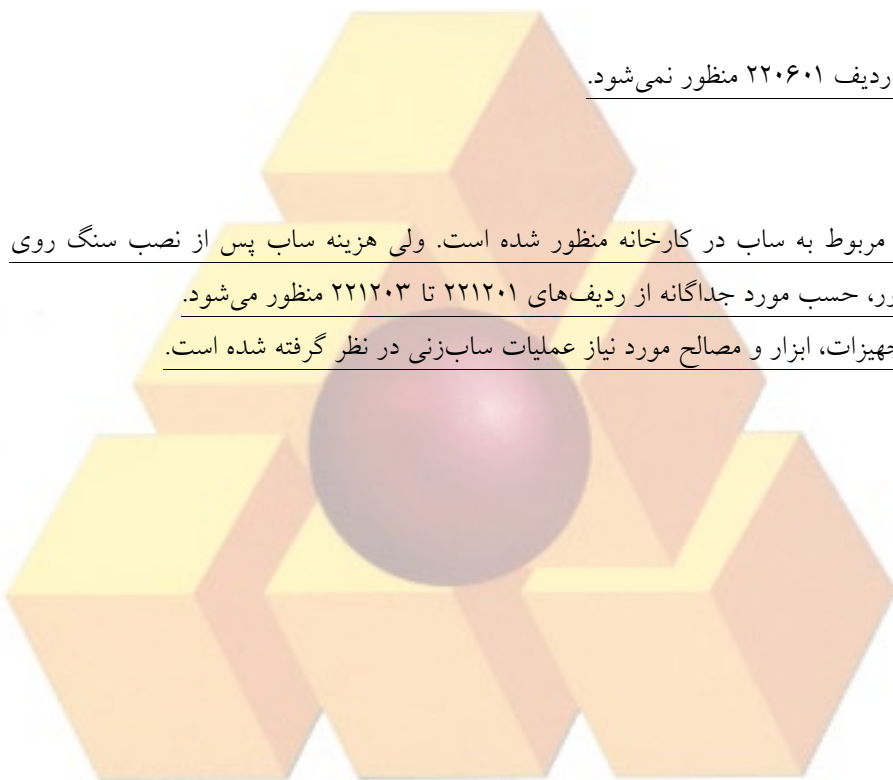 ردیف ۲۲۰۶۰۱ منظور نمی‌شود.
مربوط به ساب در کارخانه منظور شده است. ولی هزینه ساب پس از نصب سنگ روی
حسب مورد جداگانه از ردیف‌های ۲۲۱۲۰۱ تا ۲۲۱۲۰۳ منظور می‌شود.
ابزار و مصالح مورد نیاز عملیات ساب‌زنی در نظر گرفته شده است.